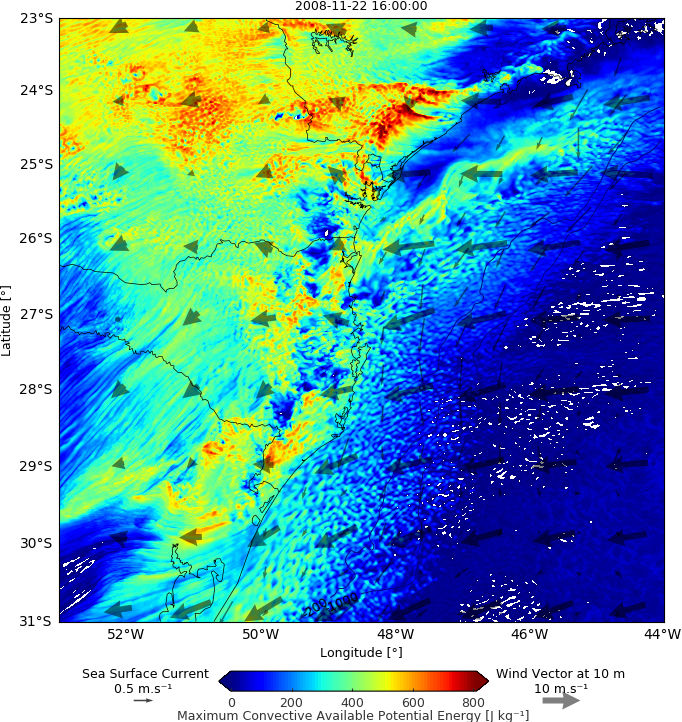 2008-11-22 16:00:00
23°S
24°S
25°S
26°S
27°S
28°S
29°S
30°S
31°S
Latitude [°]
52°W 50°W 48°W 46°W 44°W
Longitude [°]
Sea Surface Current
0.5 m.s⁻¹
Wind Vector at 10 m
10 m.s⁻¹
0 200 400 600 800
Maximum Convective Available Potential Energy [J kg⁻¹]